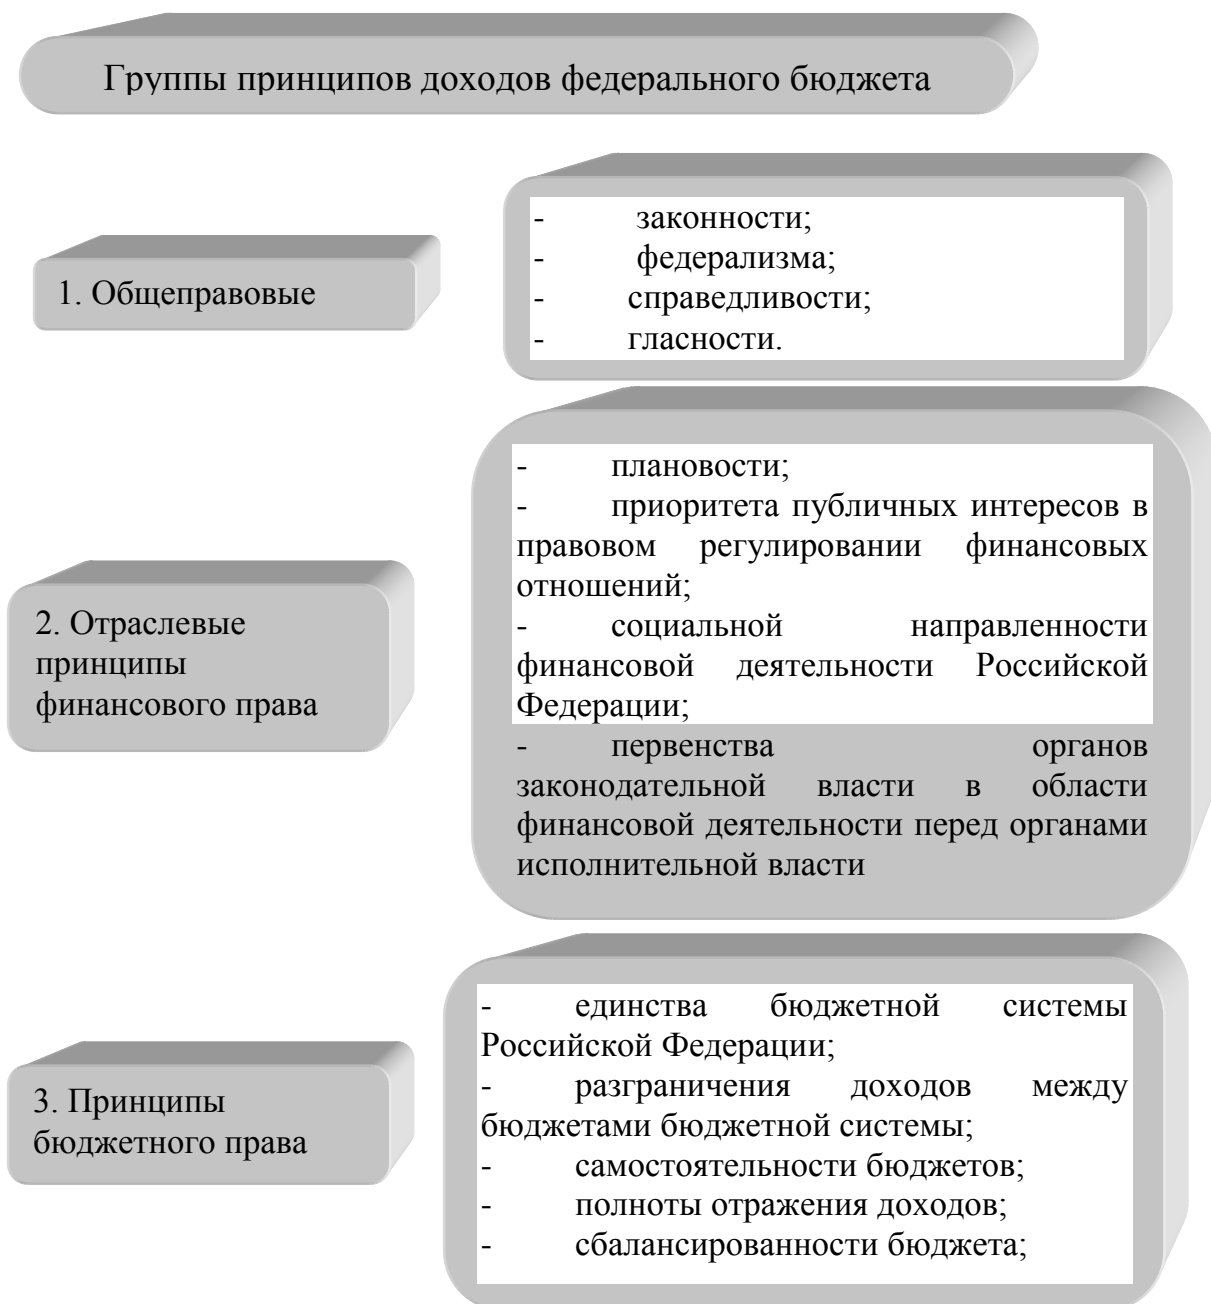 Группы принципов доходов федерального бюджета
1. Общеправовые
- законности;
- федерализма;
- справедливости;
- гласности.
2. Отраслевые
принципы
финансового права
- плановости;
- приоритета публичных интересов в
правовом регулировании финансовых
отношений;
- социальной направленности
финансовой деятельности Российской
Федерации;
- первенства органов
законодательной власти в области
финансовой деятельности перед органами
исполнительной власти
3. Принципы
бюджетного права
- единства бюджетной системы
Российской Федерации;
- разграничения доходов между
бюджетами бюджетной системы;
- самостоятельности бюджетов;
- полноты отражения доходов;
- сбалансированности бюджета;